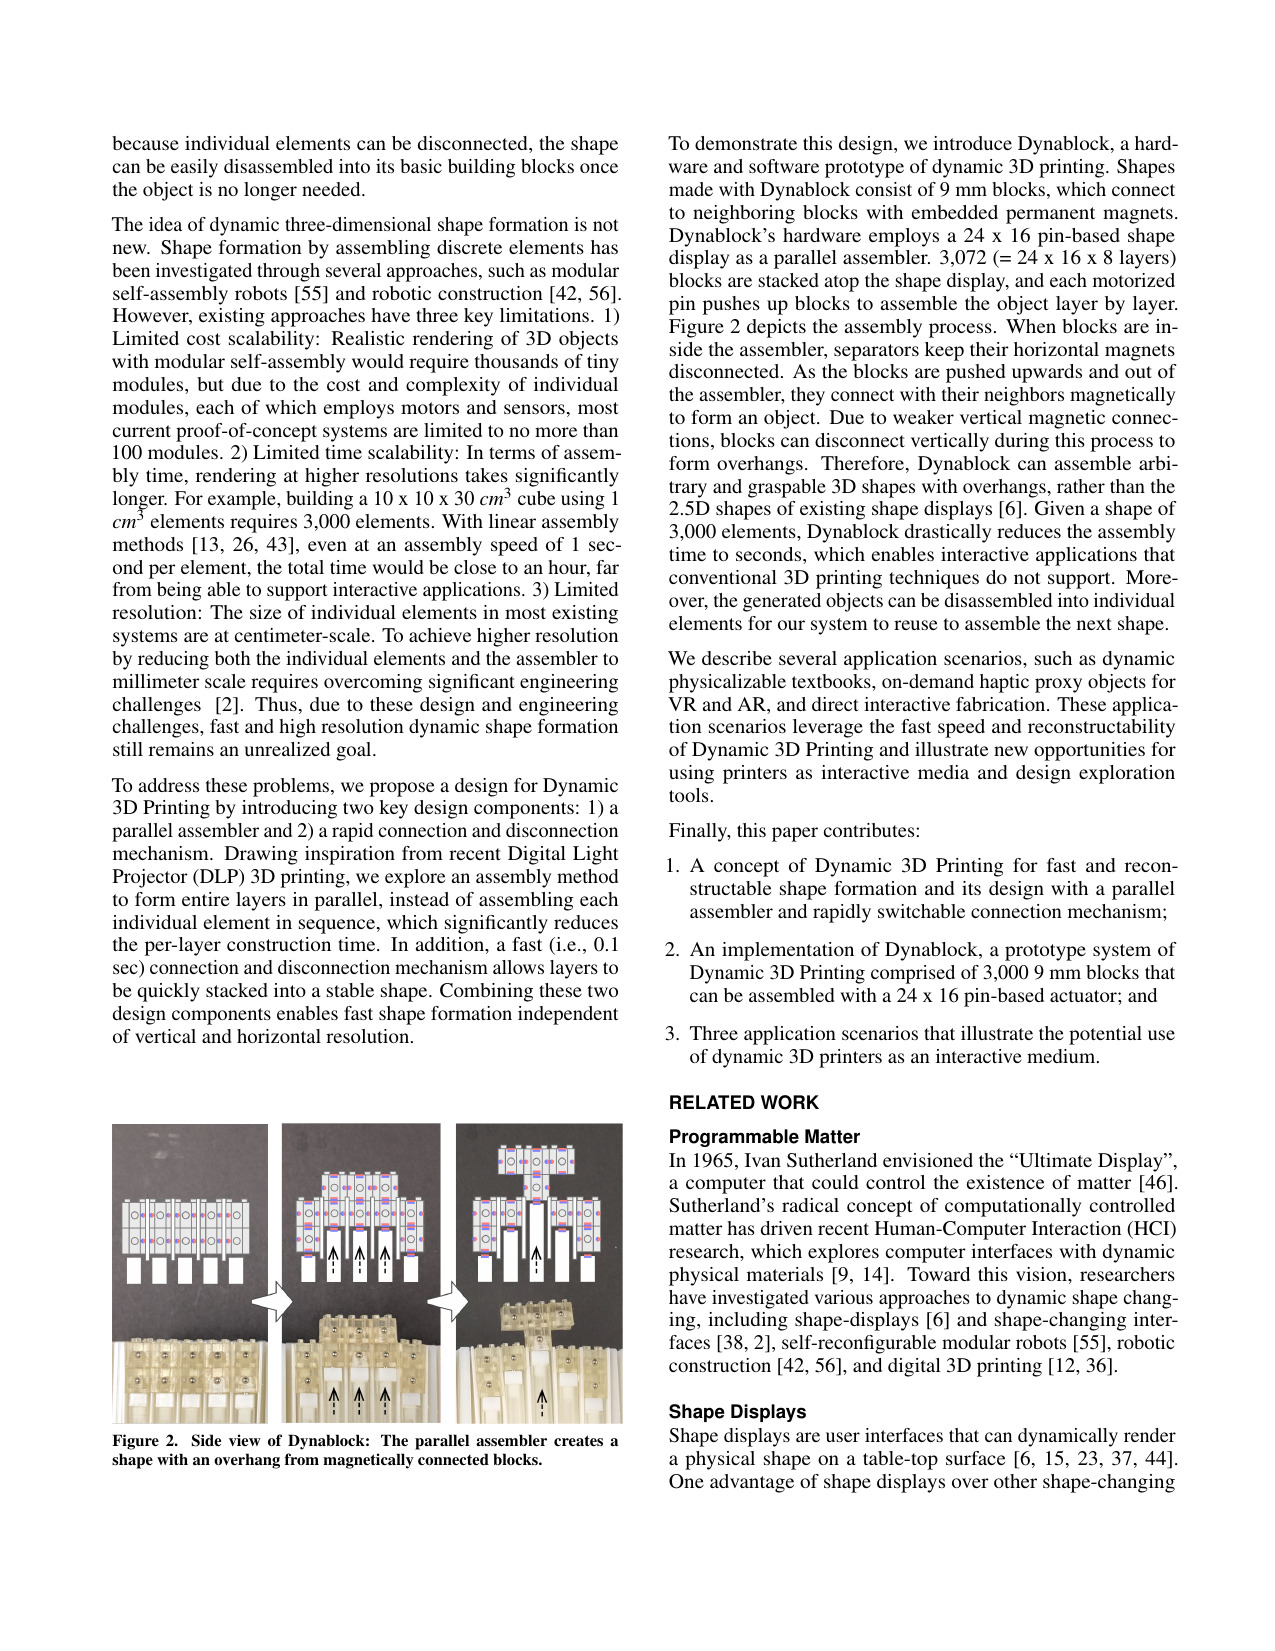 because individual elements can be disconnected, the shape
can be easily disassembled into its basic building blocks once
the object is no longer needed.
The idea of dynamic three-dimensional shape formation is not
new. Shape formation by assembling discrete elements has
been investigated through several approaches, such as modular
self-assembly robots [55] and robotic construction [42, 56].
However, existing approaches have three key limitations. 1)
Limited cost scalability: Realistic rendering of 3D objects
with modular self-assembly would require thousands of tiny
modules, but due to the cost and complexity of individual
modules, each of which employs motors and sensors, most
current proof-of-concept systems are limited to no more than
100 modules. 2) Limited time scalability: In terms of assem-
bly time, rendering at higher resolutions takes significantly
longer. For example, building a 10 x 10 x 30 cm³ cube using 1
cm³ elements requires 3,000 elements. With linear assembly
methods [13, 26, 43], even at an assembly speed of 1 sec-
ond per element, the total time would be close to an hour, far
from being able to support interactive applications. 3) Limited
resolution: The size of individual elements in most existing
systems are at centimeter-scale. To achieve higher resolution
by reducing both the individual elements and the assembler to
millimeter scale requires overcoming significant engineering
challenges [2]. Thus, due to these design and engineering
challenges, fast and high resolution dynamic shape formation
still remains an unrealized goal.
To address these problems, we propose a design for Dynamic
3D Printing by introducing two key design components: 1) a
parallel assembler and 2) a rapid connection and disconnection
mechanism. Drawing inspiration from recent Digital Light
Projector (DLP) 3D printing, we explore an assembly method
to form entire layers in parallel, instead of assembling each
individual element in sequence, which significantly reduces
the per-layer construction time. In addition, a fast (i.e., 0.1
sec) connection and disconnection mechanism allows layers to
be quickly stacked into a stable shape. Combining these two
design components enables fast shape formation independent
of vertical and horizontal resolution.
Figure 2. Side view of Dynablock: The parallel assembler creates a
shape with an overhang from magnetically connected blocks.
To demonstrate this design, we introduce Dynablock, a hard-
ware and software prototype of dynamic 3D printing. Shapes
made with Dynablock consist of 9 mm blocks, which connect
to neighboring blocks with embedded permanent magnets.
Dynablock's hardware employs a 24 x 16 pin-based shape
display as a parallel assembler. 3,072 (= 24 x 16 x 8 layers)
blocks are stacked atop the shape display, and each motorized
pin pushes up blocks to assemble the object layer by layer.
Figure 2 depicts the assembly process. When blocks are in-
side the assembler, separators keep their horizontal magnets
disconnected. As the blocks are pushed upwards and out of
the assembler, they connect with their neighbors magnetically
to form an object. Due to weaker vertical magnetic connec-
tions, blocks can disconnect vertically during this process to
form overhangs. Therefore, Dynablock can assemble arbi-
trary and graspable 3D shapes with overhangs, rather than the
2.5D shapes of existing shape displays [6]. Given a shape of
3,000 elements, Dynablock drastically reduces the assembly
time to seconds, which enables interactive applications that
conventional 3D printing techniques do not support. More-
over, the generated objects can be disassembled into individual
elements for our system to reuse to assemble the next shape.
We describe several application scenarios, such as dynamic
physicalizable textbooks, on-demand haptic proxy objects for
VR and AR, and direct interactive fabrication. These applica-
tion scenarios leverage the fast speed and reconstructability
of Dynamic 3D Printing and illustrate new opportunities for
using printers as interactive media and design exploration
tools.
Finally, this paper contributes:
1. A concept of Dynamic 3D Printing for fast and recon-
structable shape formation and its design with a parallel
assembler and rapidly switchable connection mechanism;
2. An implementation of Dynablock, a prototype system of
Dynamic 3D Printing comprised of 3,000 9 mm blocks that
can be assembled with a 24 x 16 pin-based actuator; and
3. Three application scenarios that illustrate the potential use
of dynamic 3D printers as an interactive medium.
RELATED WORK
Programmable Matter
In 1965, Ivan Sutherland envisioned the “Ultimate Display”,
a computer that could control the existence of matter [46].
Sutherland's radical concept of computationally controlled
matter has driven recent Human-Computer Interaction (HCI)
research, which explores computer interfaces with dynamic
physical materials [9, 14]. Toward this vision, researchers
have investigated various approaches to dynamic shape chang-
ing, including shape-displays [6] and shape-changing inter-
faces [38, 2], self-reconfigurable modular robots [55], robotic
construction [42, 56], and digital 3D printing [12, 36].
Shape Displays
Shape displays are user interfaces that can dynamically render
a physical shape on a table-top surface [6, 15, 23, 37, 44].
One advantage of shape displays over other shape-changing